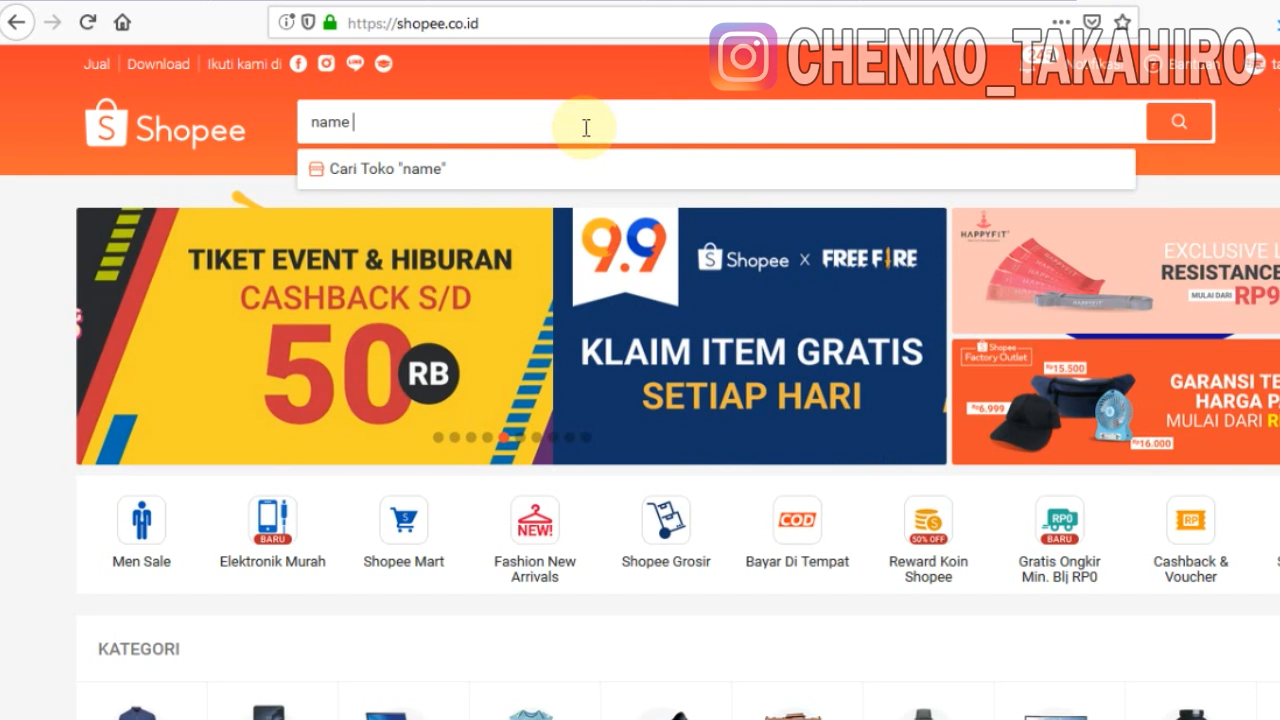 https://shopee.co.id
CHENKO_TAKAHIRO
Jual
Download
Ikuti kami di
Shopee
name
Cari Toko "name"
TIKET EVENT & HIBURAN
CASHBACK S/D
50 RB
9.9
Shopee X FREE FIRE
KLAIM ITEM GRATIS
SETIAP HARI
HAPPYFIT
EXCLUSIVE L
RESISTANCE
MULAI DARI RP9
Shopee
Factory Outlet
Rp15.500
Rp6.999
Rp16.000
GARANSI TE
HARGA P
MULAI DARI R
NEW!
COD
RP0
RP
BARU
50% OFF
BARU
Men Sale
Elektronik Murah
Shopee Mart
Fashion New
Arrivals
Shopee Grosir
Bayar Di Tempat
Reward Koin
Shopee
Gratis Ongkir
Min. Blj RP0
Cashback &
Voucher
KATEGORI